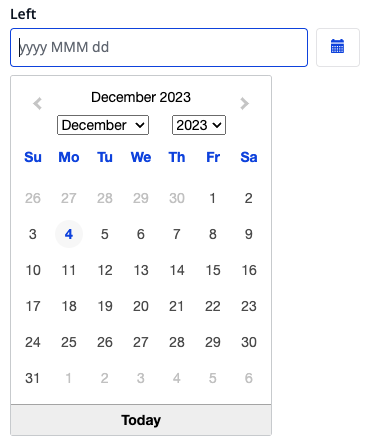 Left
yyyy MMM dd
December 2023
December 2023
Su Mo Tu We Th Fr Sa
26 27 28 29 30 1 2
3 4 5 6 7 8 9
10 11 12 13 14 15 16
17 18 19 20 21 22 23
24 25 26 27 28 29 30
31 1 2 3 4 5 6
Today